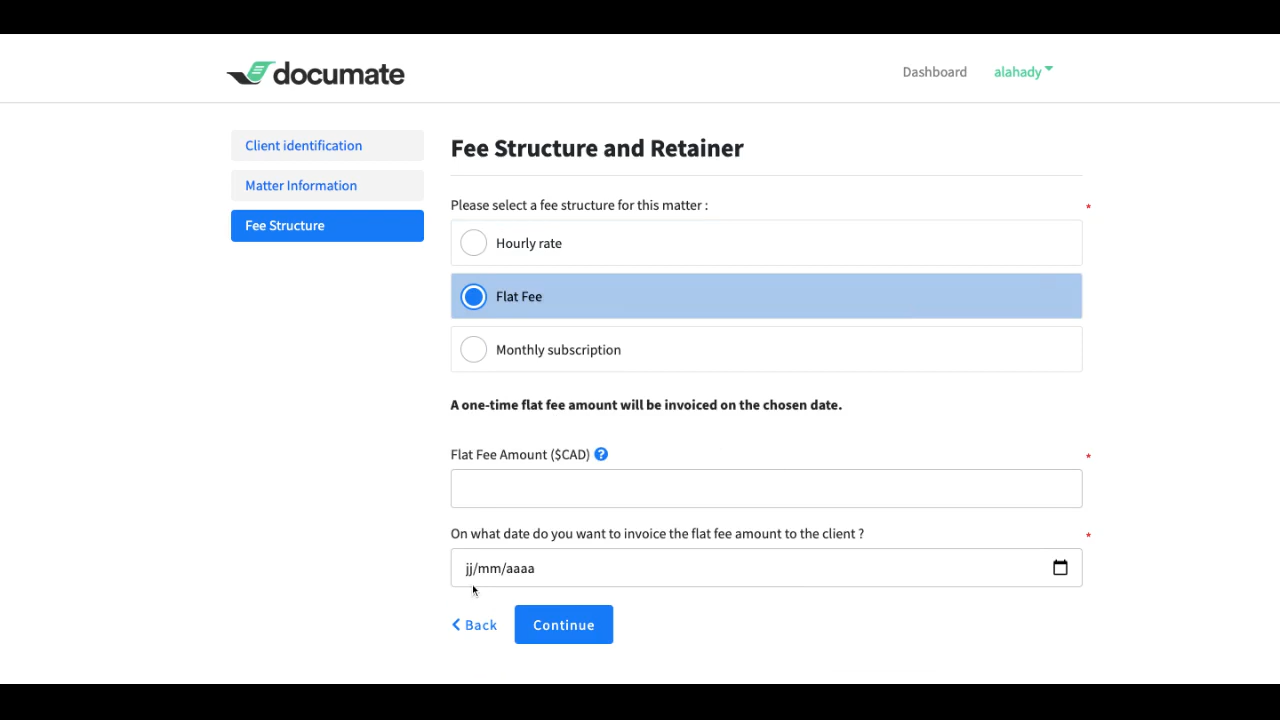 documate
Dashboard
alahady
Client identification
Matter Information
Fee Structure
Fee Structure and Retainer
Please select a fee structure for this matter : *
Hourly rate
Flat Fee
Monthly subscription
A one-time flat fee amount will be invoiced on the chosen date.
Flat Fee Amount ($CAD) ? *
On what date do you want to invoice the flat fee amount to the client ? *
jj/mm/aaaa
Back
Continue